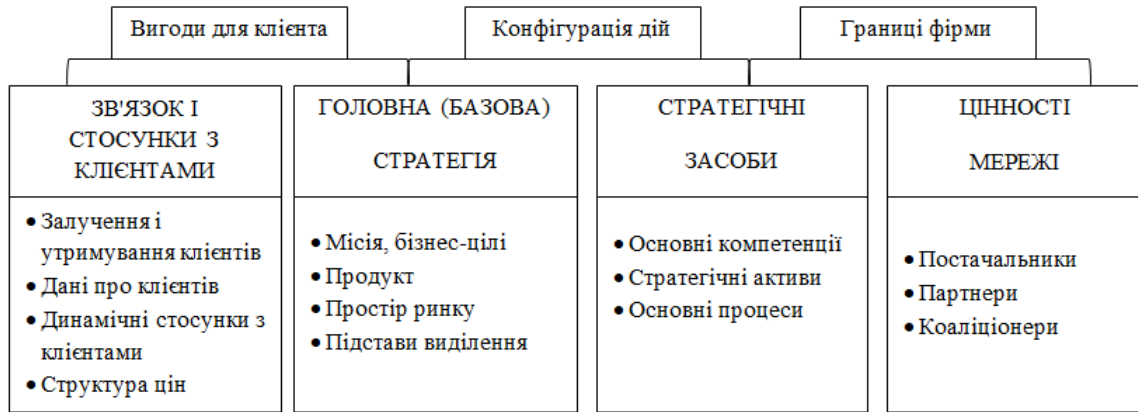 Вигоди для клієнта
Конфігурація дій
Границі фірми
ЗВ'ЯЗОК І
СТОСУНКИ З
КЛІЄНТАМИ
• Залучення і
утримування клієнтів
• Дані про клієнтів
• Динамічні стосунки з
клієнтами
• Структура цін
ГОЛОВНА (БАЗОВА)
СТРАТЕГІЯ
• Місія, бізнес-цілі
• Продукт
• Простір ринку
• Підстави виділення
СТРАТЕГІЧНІ
ЗАСОБИ
• Основні компетенції
• Стратегічні активи
• Основні процеси
ЦІННОСТІ
МЕРЕЖІ
• Постачальники
• Партнери
• Коаліціонери